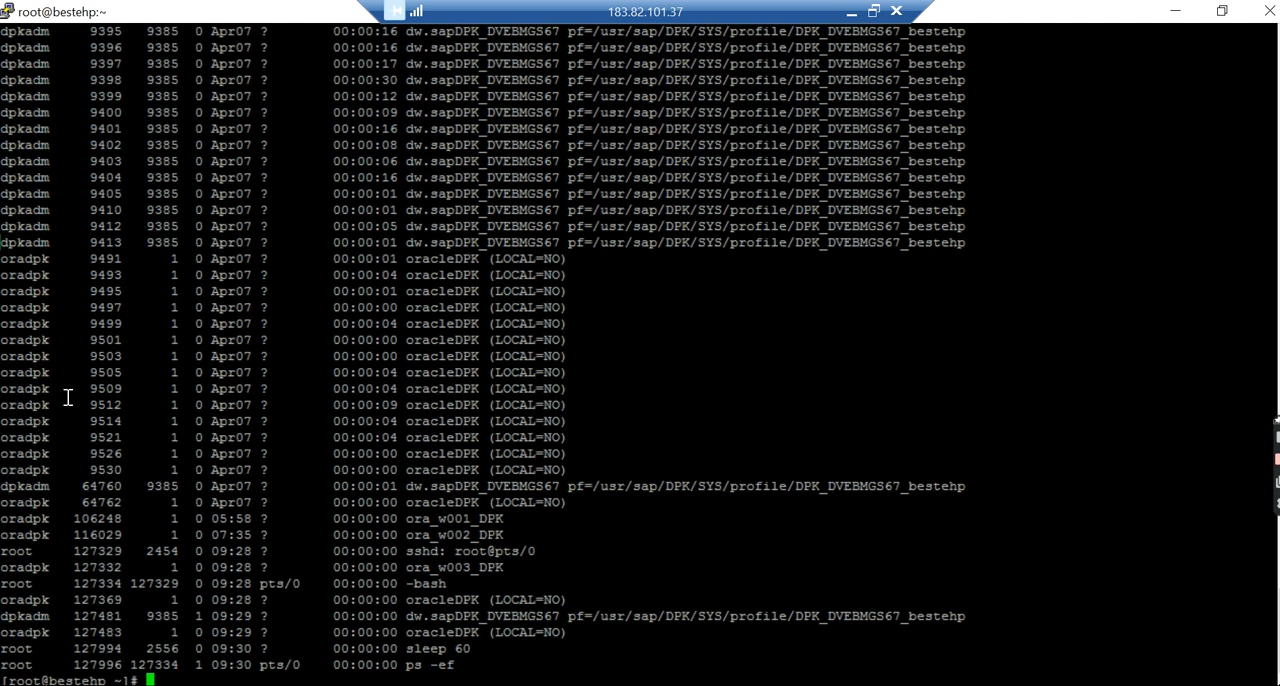 root@bestehp:~
183.82.101.37
dpkadm 9395 9385 0 Apr07 ? 00:00:16 dw.sapDPK_DVEBMGS67 pf=/usr/sap/DPK/SYS/profile/DPK_DVEBMGS67_bestehp
dpkadm 9396 9385 0 Apr07 ? 00:00:16 dw.sapDPK_DVEBMGS67 pf=/usr/sap/DPK/SYS/profile/DPK_DVEBMGS67_bestehp
dpkadm 9397 9385 0 Apr07 ? 00:00:17 dw.sapDPK_DVEBMGS67 pf=/usr/sap/DPK/SYS/profile/DPK_DVEBMGS67_bestehp
dpkadm 9398 9385 0 Apr07 ? 00:00:30 dw.sapDPK_DVEBMGS67 pf=/usr/sap/DPK/SYS/profile/DPK_DVEBMGS67_bestehp
dpkadm 9399 9385 0 Apr07 ? 00:00:12 dw.sapDPK_DVEBMGS67 pf=/usr/sap/DPK/SYS/profile/DPK_DVEBMGS67_bestehp
dpkadm 9400 9385 0 Apr07 ? 00:00:09 dw.sapDPK_DVEBMGS67 pf=/usr/sap/DPK/SYS/profile/DPK_DVEBMGS67_bestehp
dpkadm 9401 9385 0 Apr07 ? 00:00:16 dw.sapDPK_DVEBMGS67 pf=/usr/sap/DPK/SYS/profile/DPK_DVEBMGS67_bestehp
dpkadm 9402 9385 0 Apr07 ? 00:00:08 dw.sapDPK_DVEBMGS67 pf=/usr/sap/DPK/SYS/profile/DPK_DVEBMGS67_bestehp
dpkadm 9403 9385 0 Apr07 ? 00:00:06 dw.sapDPK_DVEBMGS67 pf=/usr/sap/DPK/SYS/profile/DPK_DVEBMGS67_bestehp
dpkadm 9404 9385 0 Apr07 ? 00:00:16 dw.sapDPK_DVEBMGS67 pf=/usr/sap/DPK/SYS/profile/DPK_DVEBMGS67_bestehp
dpkadm 9405 9385 0 Apr07 ? 00:00:01 dw.sapDPK_DVEBMGS67 pf=/usr/sap/DPK/SYS/profile/DPK_DVEBMGS67_bestehp
dpkadm 9410 9385 0 Apr07 ? 00:00:01 dw.sapDPK_DVEBMGS67 pf=/usr/sap/DPK/SYS/profile/DPK_DVEBMGS67_bestehp
dpkadm 9412 9385 0 Apr07 ? 00:00:05 dw.sapDPK_DVEBMGS67 pf=/usr/sap/DPK/SYS/profile/DPK_DVEBMGS67_bestehp
dpkadm 9413 9385 0 Apr07 ? 00:00:01 dw.sapDPK_DVEBMGS67 pf=/usr/sap/DPK/SYS/profile/DPK_DVEBMGS67_bestehp
oradpk 9491 1 0 Apr07 ? 00:00:01 oracleDPK (LOCAL=NO)
oradpk 9493 1 0 Apr07 ? 00:00:04 oracleDPK (LOCAL=NO)
oradpk 9495 1 0 Apr07 ? 00:00:01 oracleDPK (LOCAL=NO)
oradpk 9497 1 0 Apr07 ? 00:00:00 oracleDPK (LOCAL=NO)
oradpk 9499 1 0 Apr07 ? 00:00:04 oracleDPK (LOCAL=NO)
oradpk 9501 1 0 Apr07 ? 00:00:00 oracleDPK (LOCAL=NO)
oradpk 9503 1 0 Apr07 ? 00:00:00 oracleDPK (LOCAL=NO)
oradpk 9505 1 0 Apr07 ? 00:00:04 oracleDPK (LOCAL=NO)
oradpk 9509 1 0 Apr07 ? 00:00:04 oracleDPK (LOCAL=NO)
oradpk 9512 1 0 Apr07 ? 00:00:09 oracleDPK (LOCAL=NO)
oradpk 9514 1 0 Apr07 ? 00:00:04 oracleDPK (LOCAL=NO)
oradpk 9521 1 0 Apr07 ? 00:00:04 oracleDPK (LOCAL=NO)
oradpk 9526 1 0 Apr07 ? 00:00:00 oracleDPK (LOCAL=NO)
oradpk 9530 1 0 Apr07 ? 00:00:00 oracleDPK (LOCAL=NO)
dpkadm 64760 9385 0 Apr07 ? 00:00:01 dw.sapDPK_DVEBMGS67 pf=/usr/sap/DPK/SYS/profile/DPK_DVEBMGS67_bestehp
oradpk 64762 1 0 Apr07 ? 00:00:00 oracleDPK (LOCAL=NO)
oradpk 106248 1 0 05:58 ? 00:00:00 ora_w001_DPK
oradpk 116029 1 0 07:35 ? 00:00:00 ora_w002_DPK
root 127329 2454 0 09:28 ? 00:00:00 sshd: root@pts/0
oradpk 127332 1 0 09:28 ? 00:00:00 ora_w003_DPK
root 127334 127329 0 09:28 pts/0 00:00:00 -bash
oradpk 127369 1 0 09:28 ? 00:00:00 oracleDPK (LOCAL=NO)
dpkadm 127481 9385 1 09:29 ? 00:00:00 dw.sapDPK_DVEBMGS67 pf=/usr/sap/DPK/SYS/profile/DPK_DVEBMGS67_bestehp
oradpk 127483 1 0 09:29 ? 00:00:00 oracleDPK (LOCAL=NO)
root 127994 2556 0 09:30 ? 00:00:00 sleep 60
root 127996 127334 1 09:30 pts/0 00:00:00 ps -ef
[root@bestehp ~]#